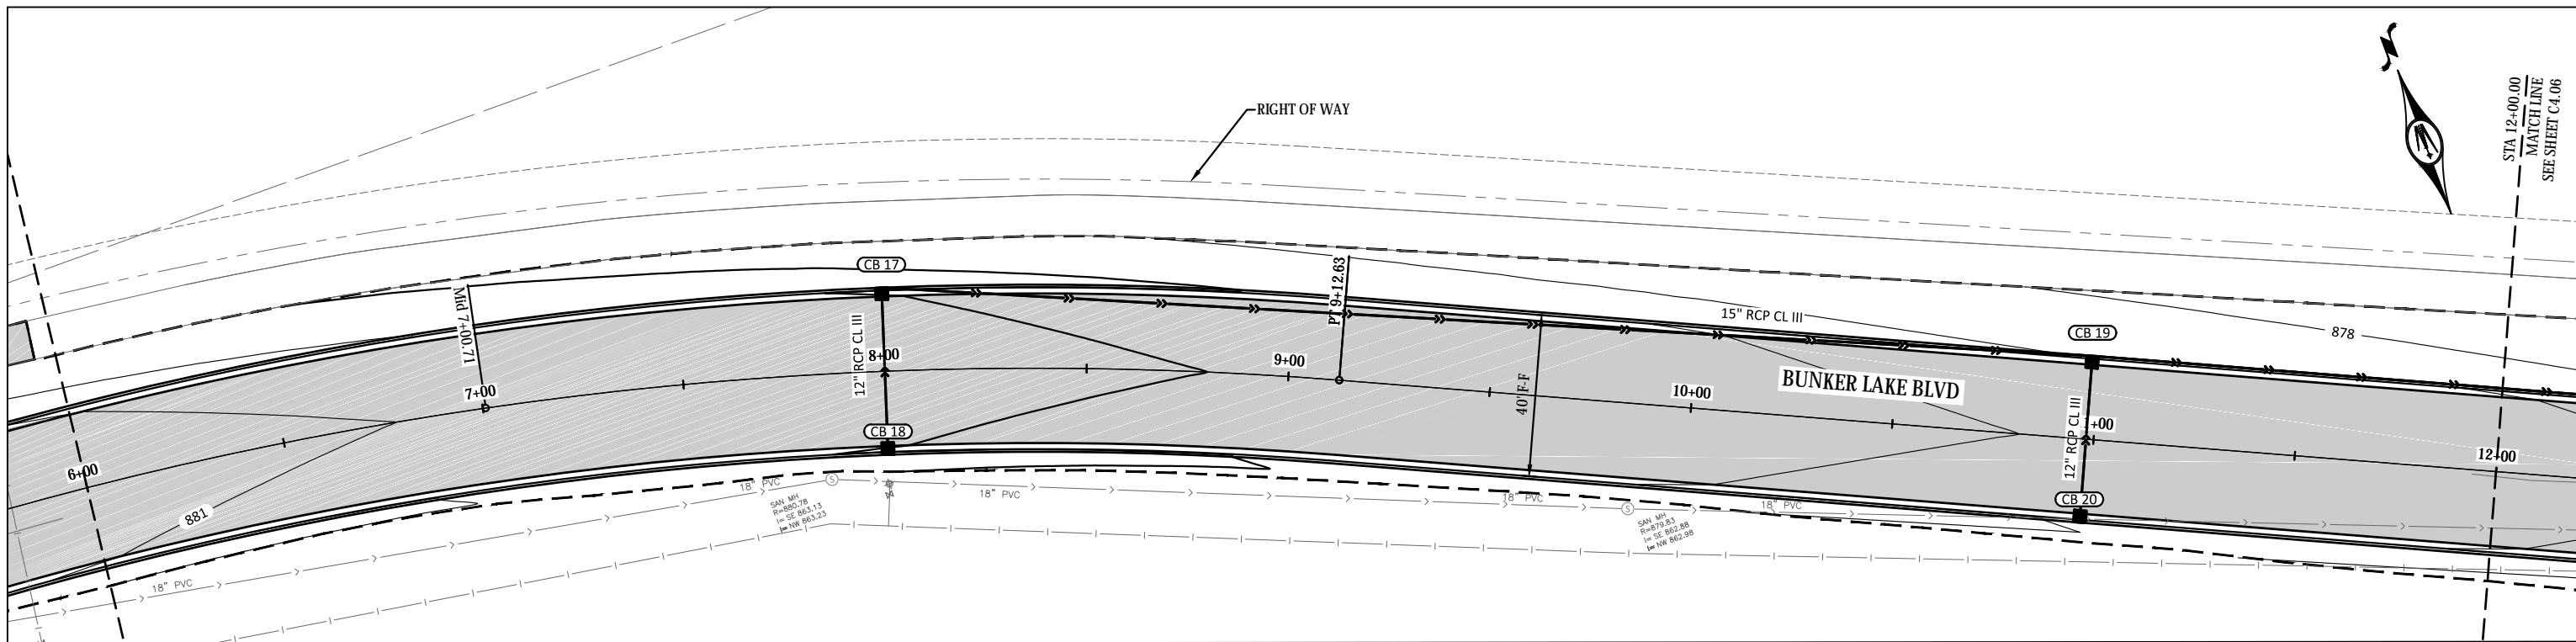 RIGHT OF WAY
STA 12+00.00
MATCH LINE
SEE SHEET C4.06
CB 17
Mid 7+00.71
PT 9+12.63
15" RCP CL III
CB 19
878
12" RCP CL III
8+00
9+00
40' F-F
BUNKER LAKE BLVD
10+00
7+00
12" RCP CL III
1+00
CB 18
6+00
12+00
881
18" PVC
18" PVC
18" PVC
18" PVC
CB 20
S
SAN MH
R=880.78
I= SE 863.13
I= NW 863.23
S
SAN MH
R=879.83
I= SE 862.88
I= NW 862.98
18" PVC